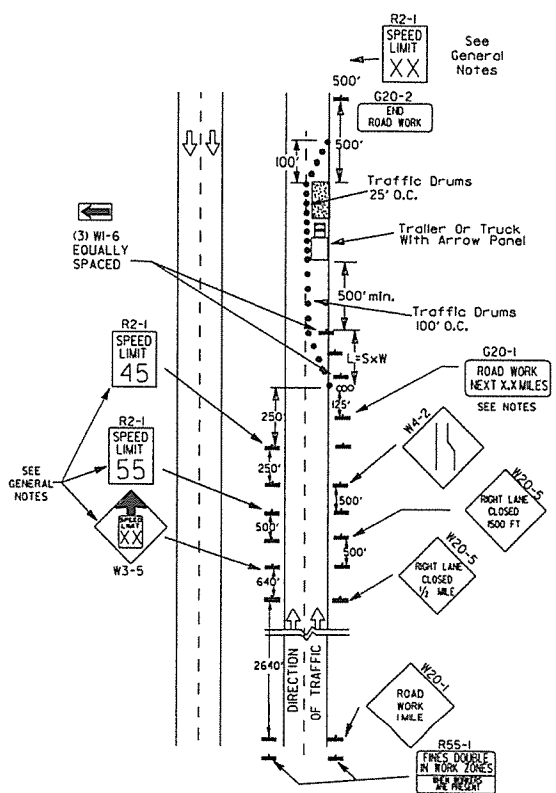 R2-1
SPEED
LIMIT
XX
See
General
Notes
500'
G20-2
END
ROAD WORK
100'
500'
Traffic Drums
25' O.C.
Trailer Or Truck
With Arrow Panel
(3) W1-6
EQUALLY
SPACED
500' min.
Traffic Drums
100' O.C.
R2-1
SPEED
LIMIT
45
L=SxW
G20-1
ROAD WORK
NEXT X.X MILES
SEE NOTES
125'
250'
R2-1
SPEED
LIMIT
55
W4-2
250'
SEE
GENERAL
NOTES
500'
W20-5
RIGHT LANE
CLOSED
1500 FT
500'
SPEED
LIMIT
XX
W3-5
500'
W20-5
RIGHT LANE
CLOSED
1/2 MILE
640'
2640'
DIRECTION
OF TRAFFIC
W20-1
ROAD
WORK
1 MILE
R55-1
FINES DOUBLE
IN WORK ZONES
WHEN WORKERS
ARE PRESENT